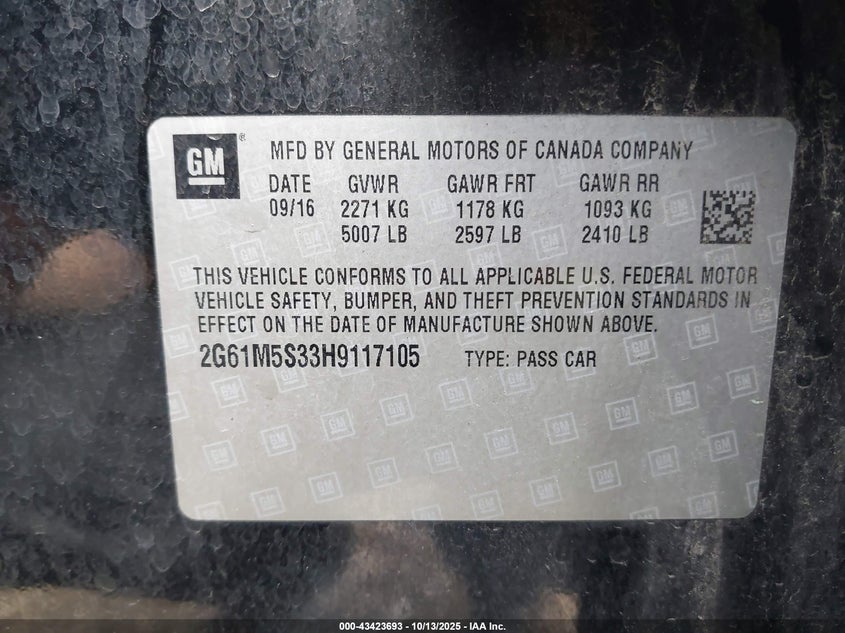 GM ® MFD BY GENERAL MOTORS OF CANADA COMPANY
DATE GVWR GAWR FRT GAWR RR
09/16 2271 KG 1178 KG 1093 KG
5007 LB 2597 LB 2410 LB
THIS VEHICLE CONFORMS TO ALL APPLICABLE U.S. FEDERAL MOTOR
VEHICLE SAFETY, BUMPER, AND THEFT PREVENTION STANDARDS IN
EFFECT ON THE DATE OF MANUFACTURE SHOWN ABOVE.
2G61M5S33H9117105 TYPE: PASS CAR
000-43423693 - 10/13/2025 - IAA Inc.